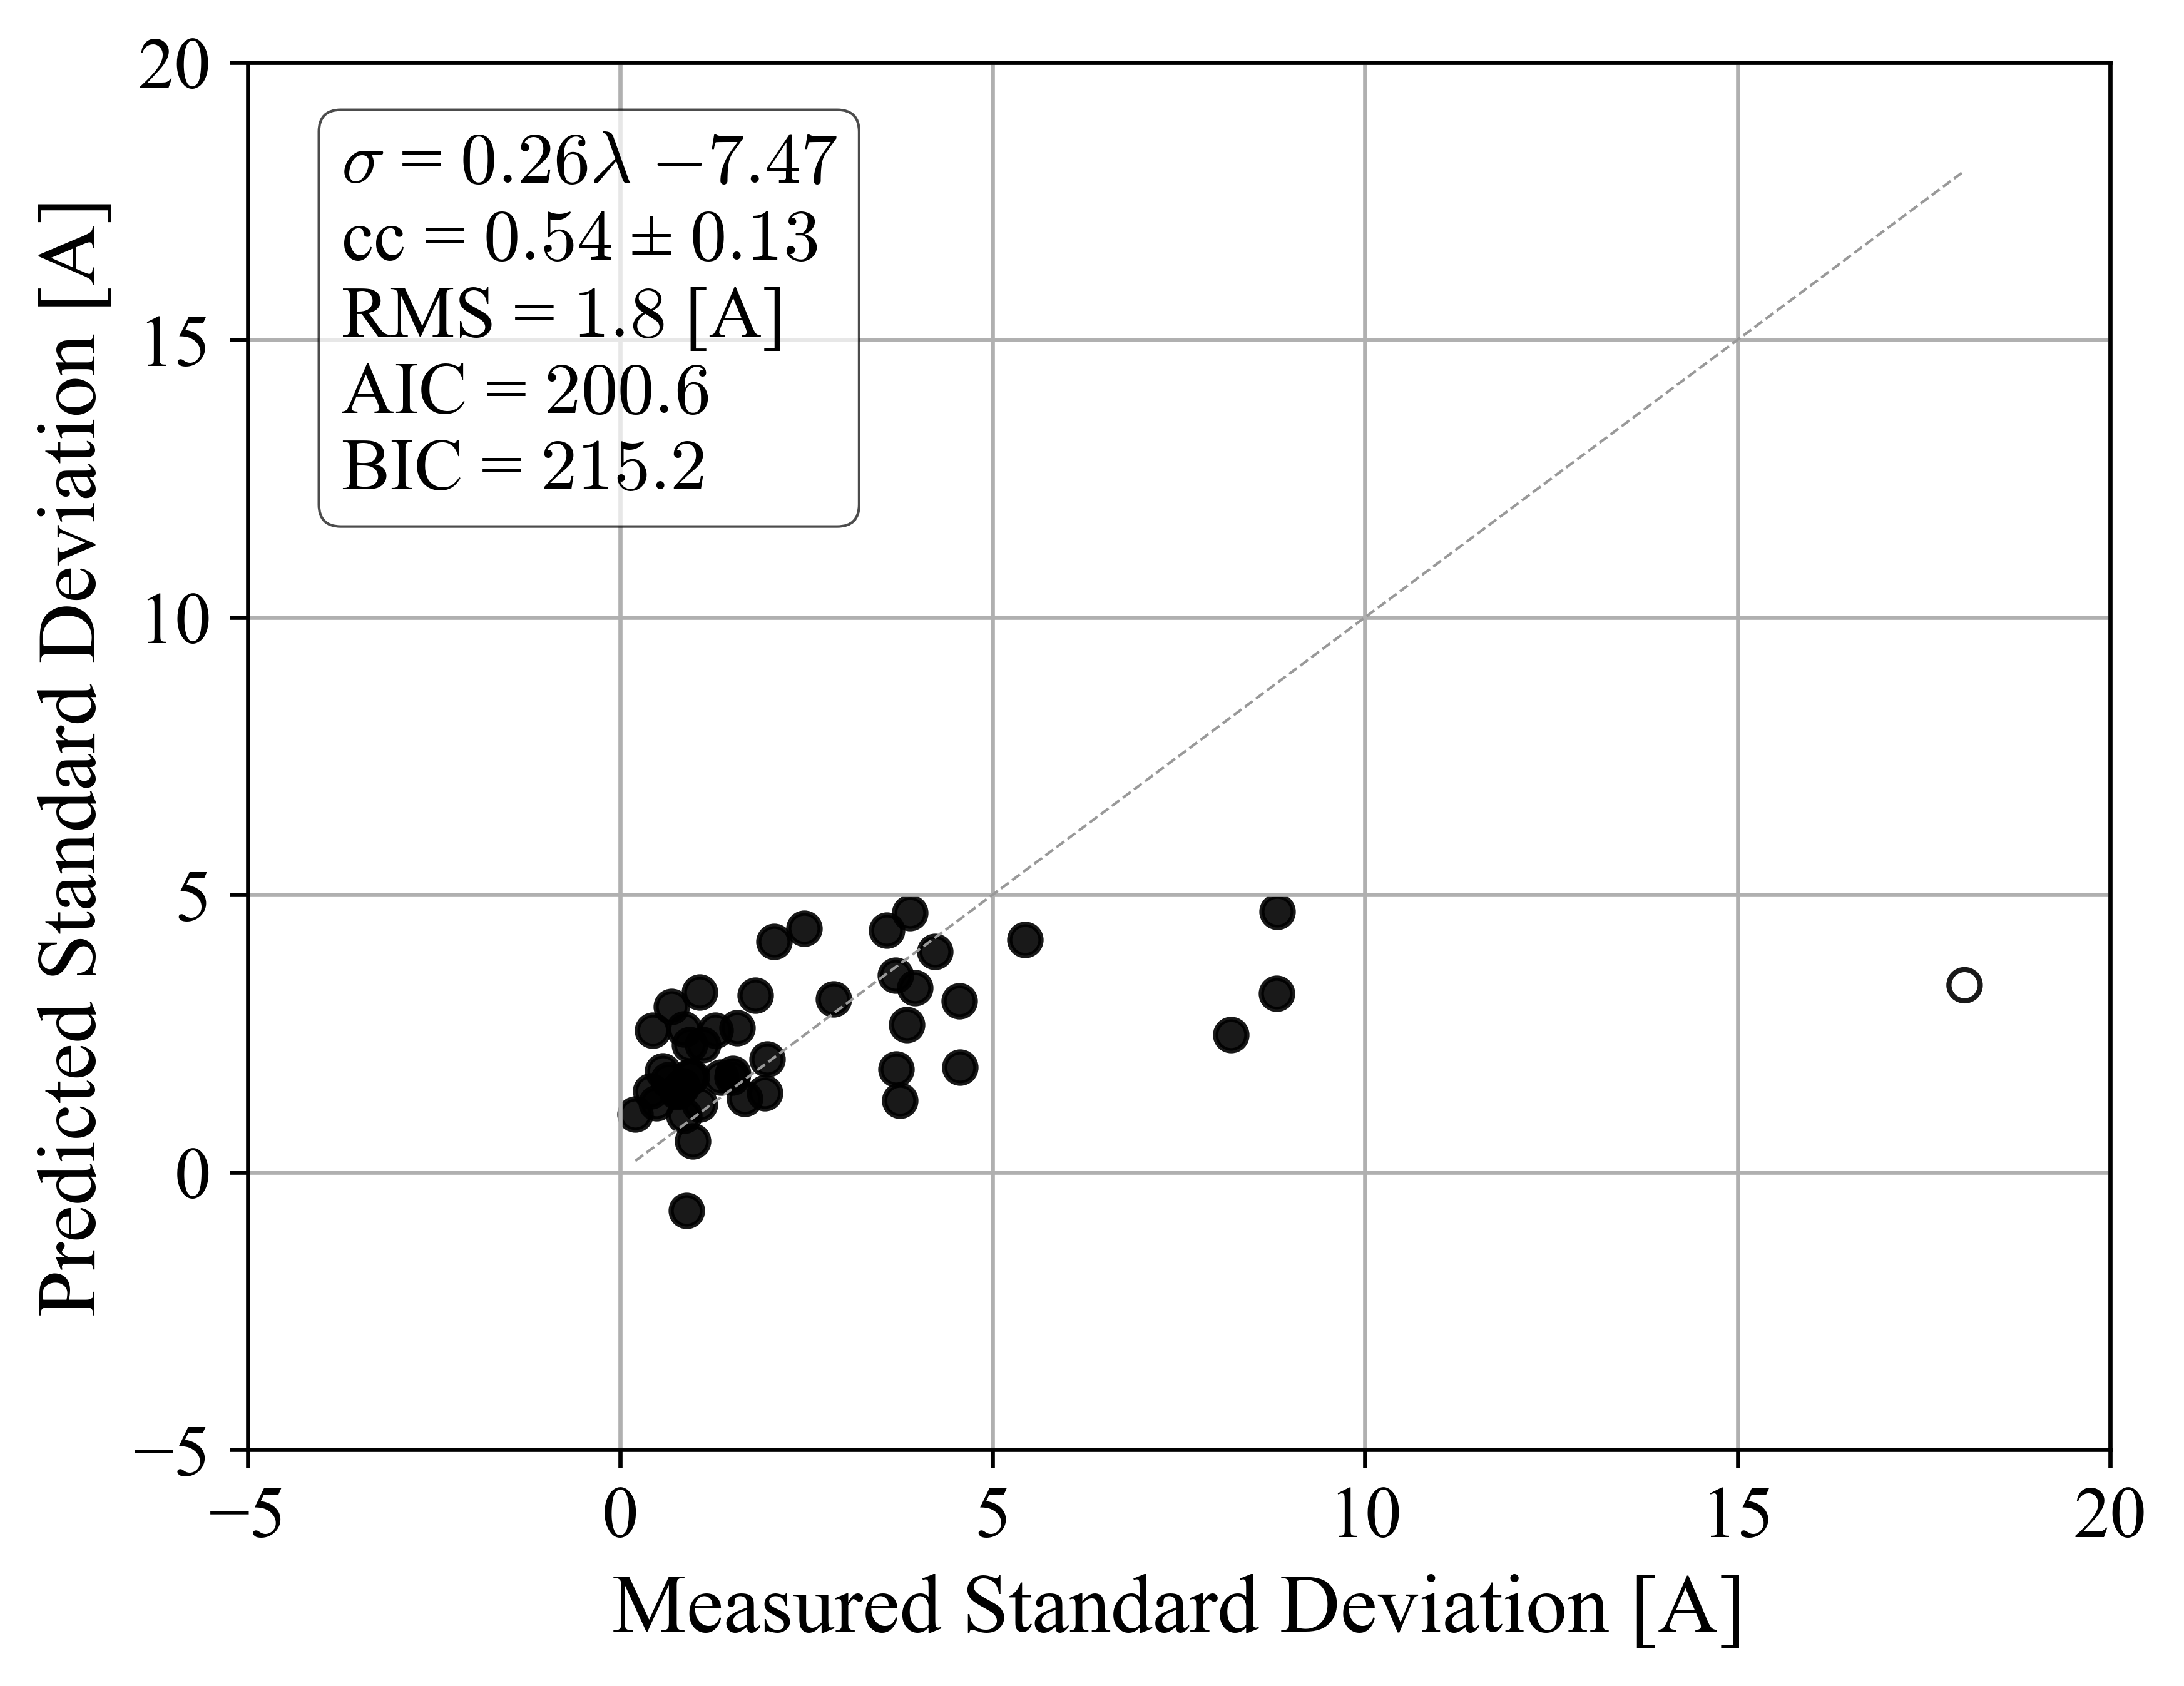 20
15
10
5
0
−5
Predicted Standard Deviation [A]
σ = 0.26λ −7.47
cc = 0.54 ± 0.13
RMS = 1.8 [A]
AIC = 200.6
BIC = 215.2
−5 0 5 10 15 20
Measured Standard Deviation [A]